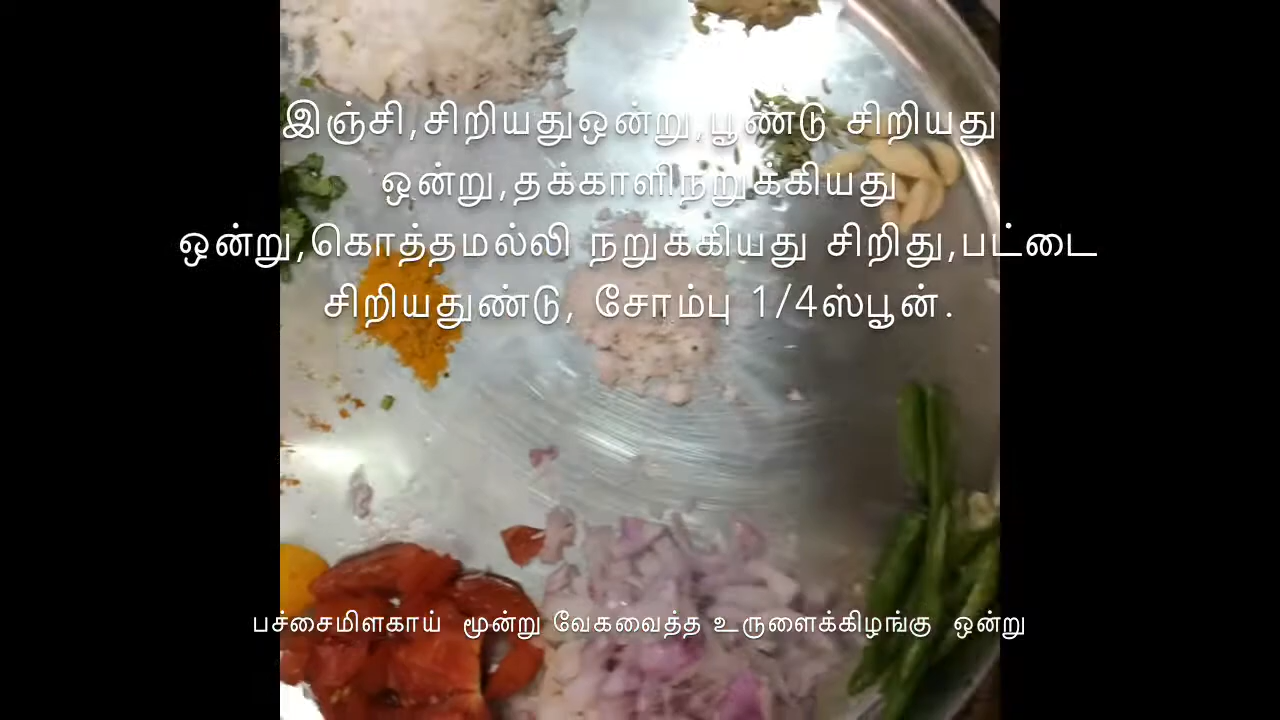 இஞ்சி,சிறியதுஒன்று,பூண்டு சிறியது
ஒன்று,தக்காளிநறுக்கியது
ஒன்று,கொத்தமல்லி நறுக்கியது சிறிது,பட்டை
சிறியதுண்டு, சோம்பு 1/4ஸ்பூன்.
பச்சைமிளகாய்  மூன்று வேகவைத்த உருளைக்கிழங்கு  ஒன்று